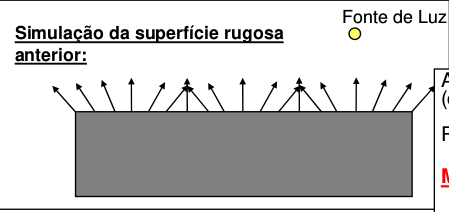 Fonte de Luz
Simulação da superfície rugosa
anterior: